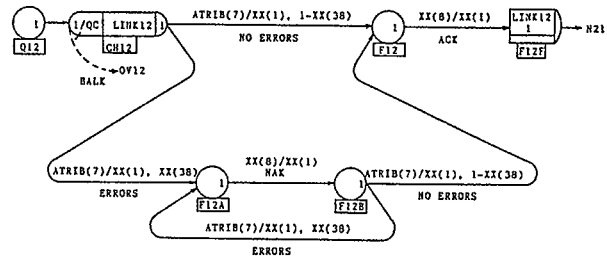 ATRIB(7)/XX(1), 1-XX(38)
NO ERRORS
XX(8)/XX(1)
ACK
1
Q12
1/QC
LINK12
1
CH12
BALK
OV12
1
F12
LINK12
1
F12F
N21
ATRIB(7)/XX(1), XX(38)
ERRORS
XX(8)/XX(1)
NAK
ATRIB(7)/XX(1), 1-XX(38)
NO ERRORS
1
F12A
1
F12B
ATRIB(7)/XX(1), XX(38)
ERRORS